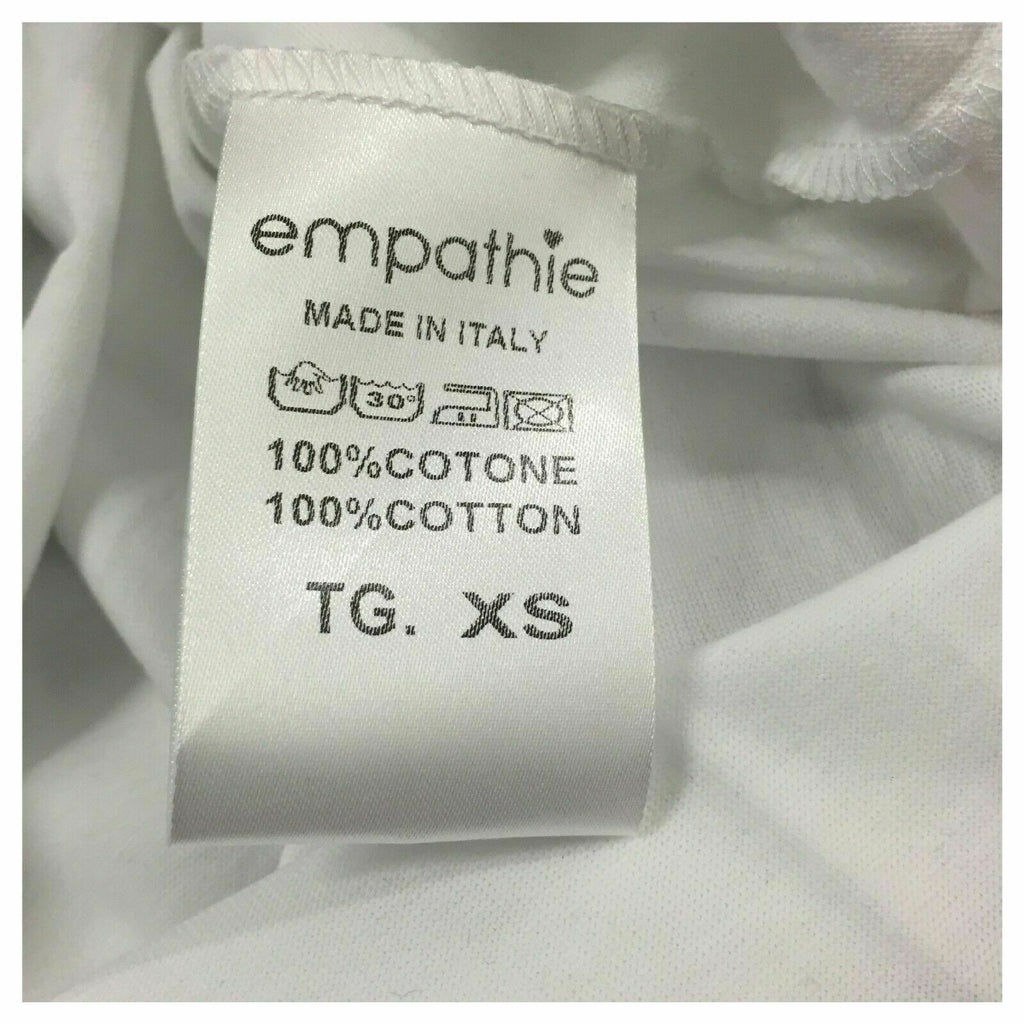 empathie
MADE IN ITALY
30°
100%COTONE
100%COTTON
TG. XS